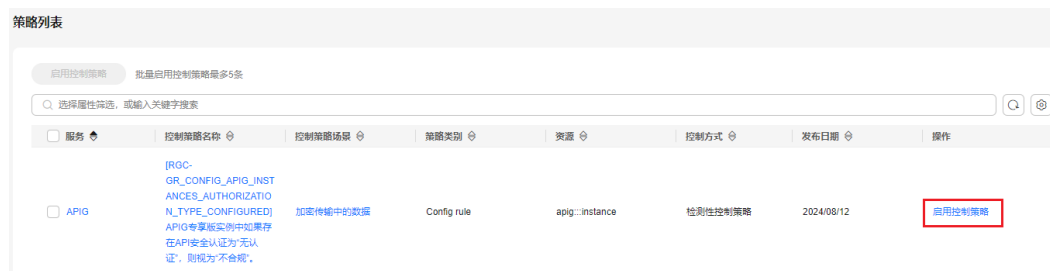 策略列表
启用控制策略 批量启用控制策略最多5条
选择属性筛选，或输入关键字搜索
服务 控制策略名称 控制策略场景 策略类别 资源 控制方式 发布日期 操作
[RGC-
GR_CONFIG_APIG_INST
ANCES_AUTHORIZATIO
APIG N_TYPE_CONFIGURED] 加密传输中的数据 Config rule apig:::instance 检测性控制策略 2024/08/12 启用控制策略
APIG专享版实例中如果存
在API安全认证为“无认
证”，则视为“不合规”。